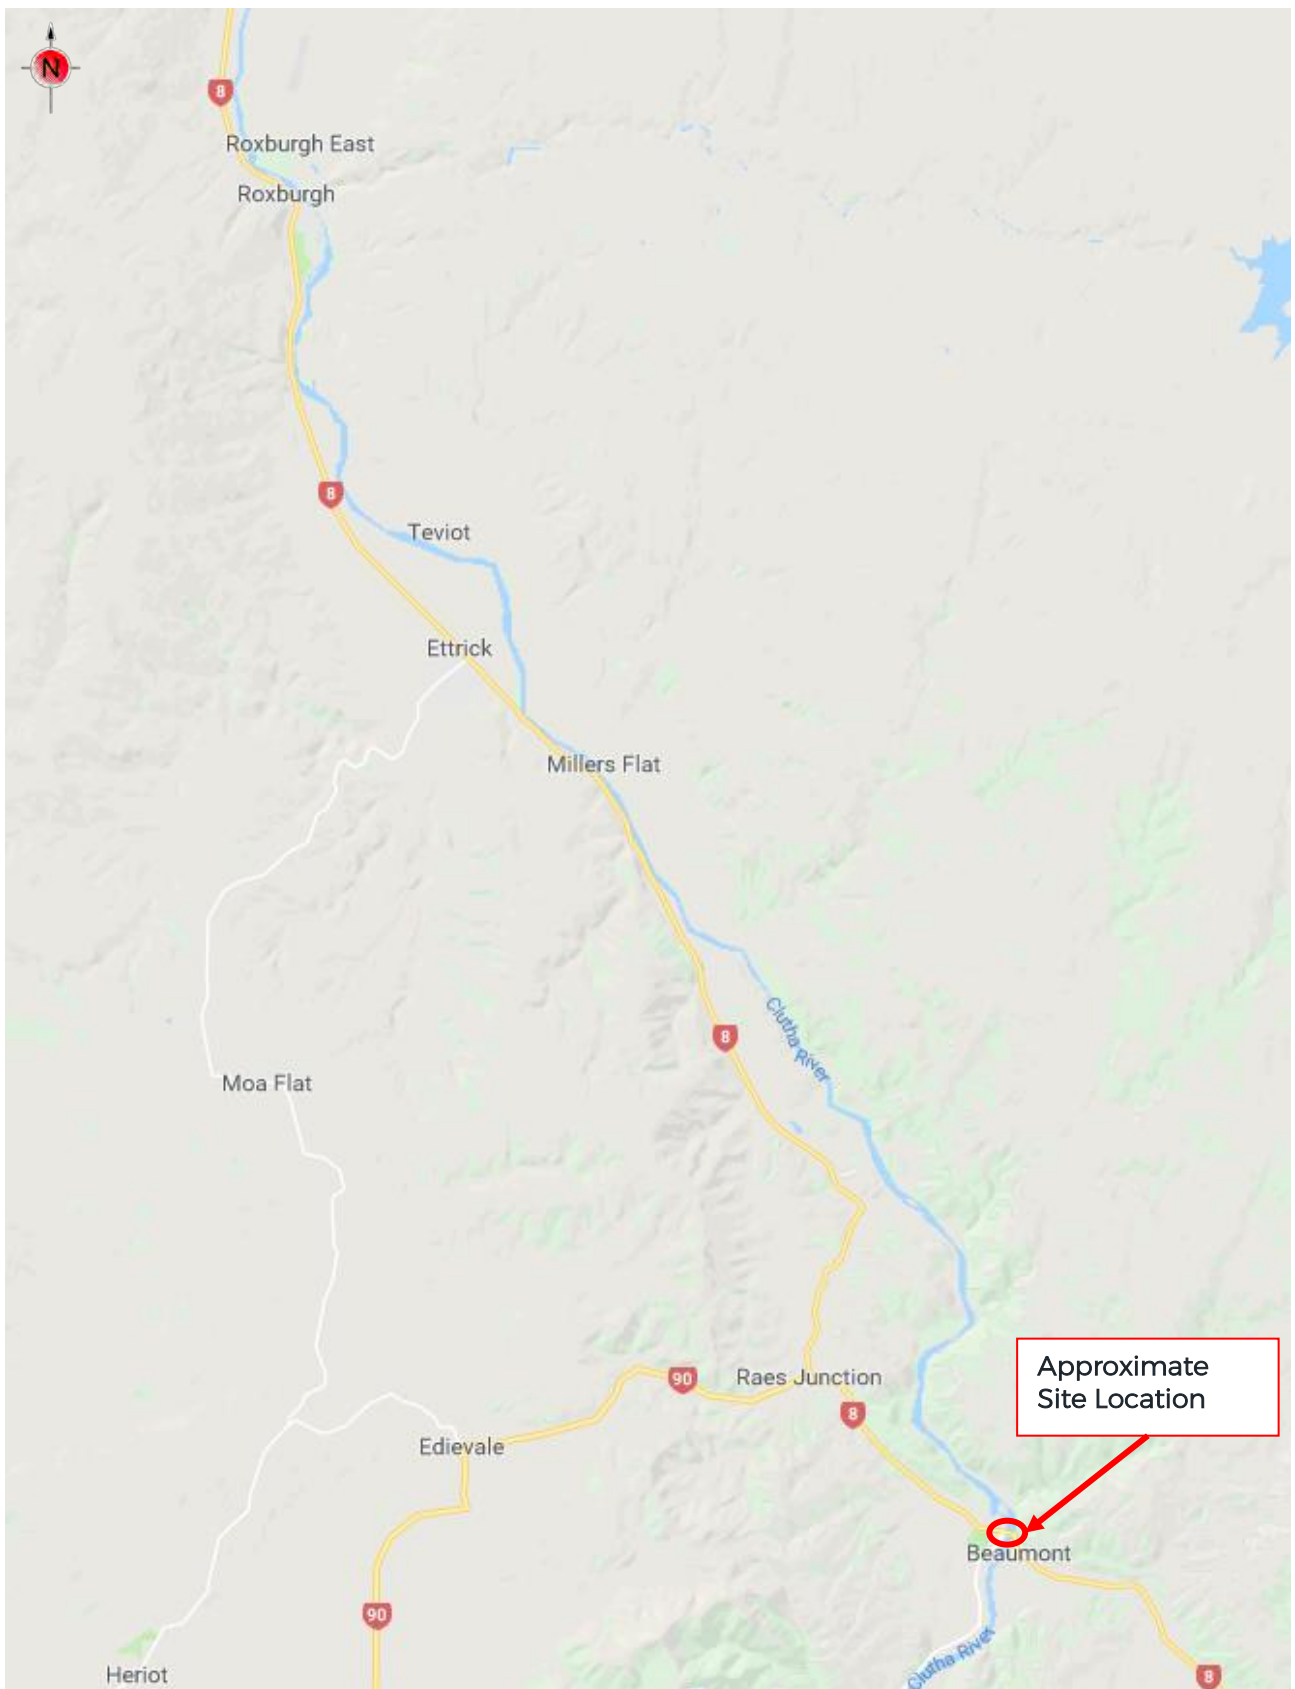 N
8
Roxburgh East
Roxburgh
8
Teviot
Ettrick
Millers Flat
Clutha River
8
Moa Flat
Approximate
Site Location
Raes Junction
90
8
Edievale
Beaumont
90
Clutha River
Heriot
8